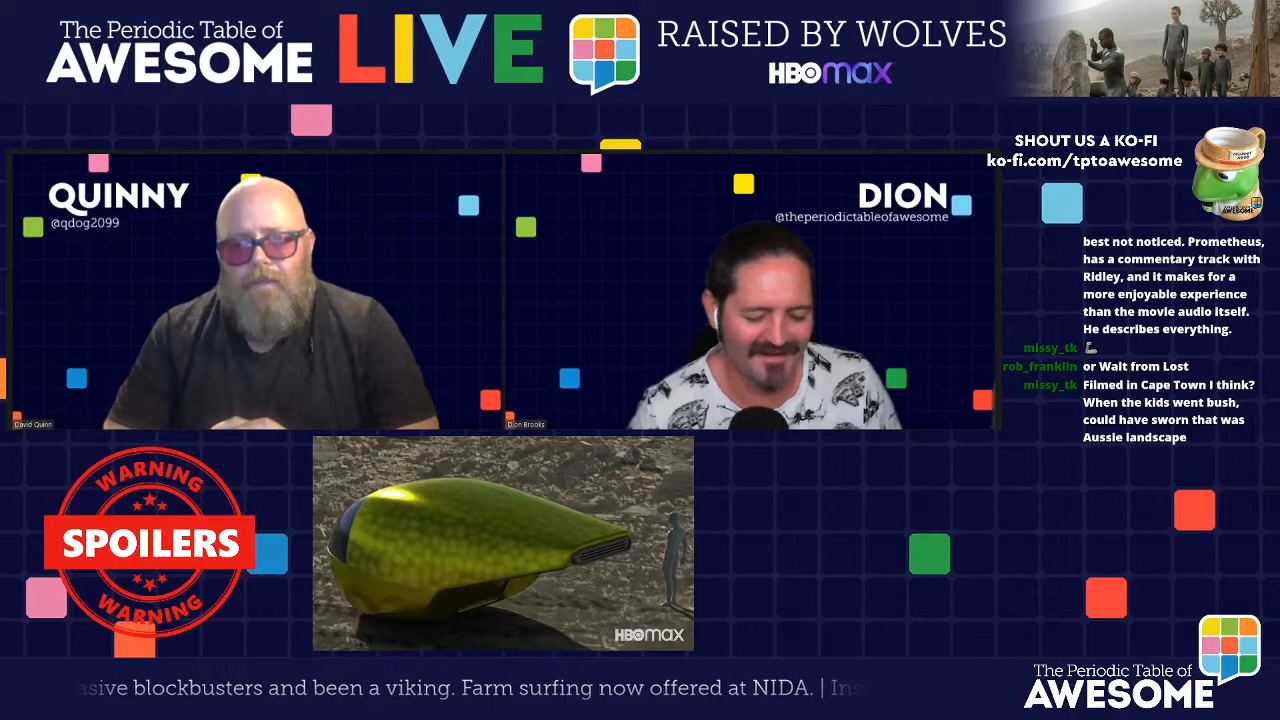 The Periodic Table of
AWESOME
LIVE
RAISED BY WOLVES
HBOmax
SHOUT US A KO-FI
ko-fi.com/tptoawesome
QUINNY
@qdog2099
David Quinn
DION
@theperiodictableofawesome
Dion Brooks
best not noticed. Prometheus,
has a commentary track with
Ridley, and it makes for a
more enjoyable experience
than the movie audio itself.
He describes everything.
missy_tk
rob_franklin or Walt from Lost
missy_tk Filmed in Cape Town I think?
When the kids went bush,
could have sworn that was
Aussie landscape
WARNING
SPOILERS
WARNING
HBOmax
asive blockbusters and been a viking. Farm surfing now offered at NIDA. | Ins
The Periodic Table of
AWESOME